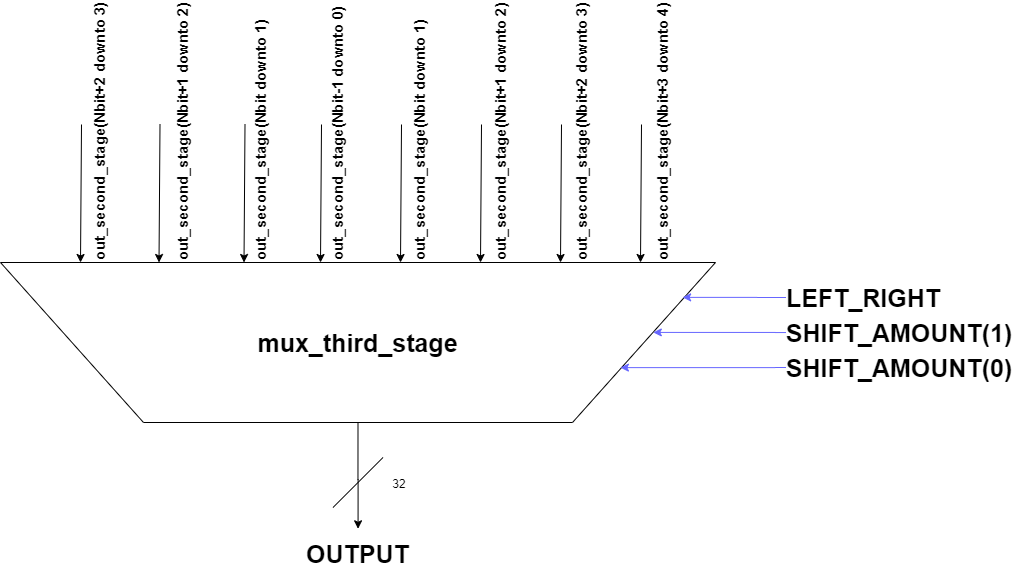 out_second_stage(Nbit+2 downto 3)
out_second_stage(Nbit+1 downto 2)
out_second_stage(Nbit downto 1)
out_second_stage(Nbit-1 downto 0)
out_second_stage(Nbit downto 1)
out_second_stage(Nbit+1 downto 2)
out_second_stage(Nbit+2 downto 3)
out_second_stage(Nbit+3 downto 4)
LEFT_RIGHT
SHIFT_AMOUNT(1)
mux_third_stage
SHIFT_AMOUNT(0)
32
OUTPUT